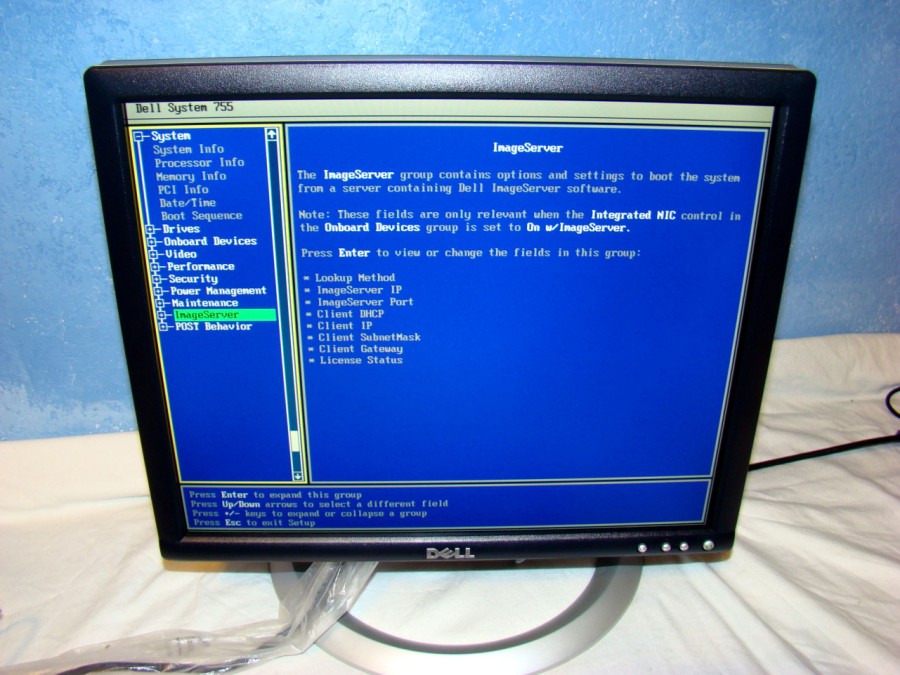 Dell System 755
System
System Info
Processor Info
Memory Info
PCI Info
Date/Time
Boot Sequence
Drives
Onboard Devices
Video
Performance
Security
Power Management
Maintenance
ImageServer
POST Behavior
ImageServer
The ImageServer group contains options and settings to boot the system
from a server containing Dell ImageServer software.
Note: These fields are only relevant when the Integrated NIC control in
the Onboard Devices group is set to On w/ImageServer.
Press Enter to view or change the fields in this group:
* Lookup Method
* ImageServer IP
* ImageServer Port
* Client DHCP
* Client IP
* Client SubnetMask
* Client Gateway
* License Status
Press Enter to expand this group
Press Up/Down arrows to select a different field
Press +/- keys to expand or collapse a group
Press Esc to exit Setup
DELL